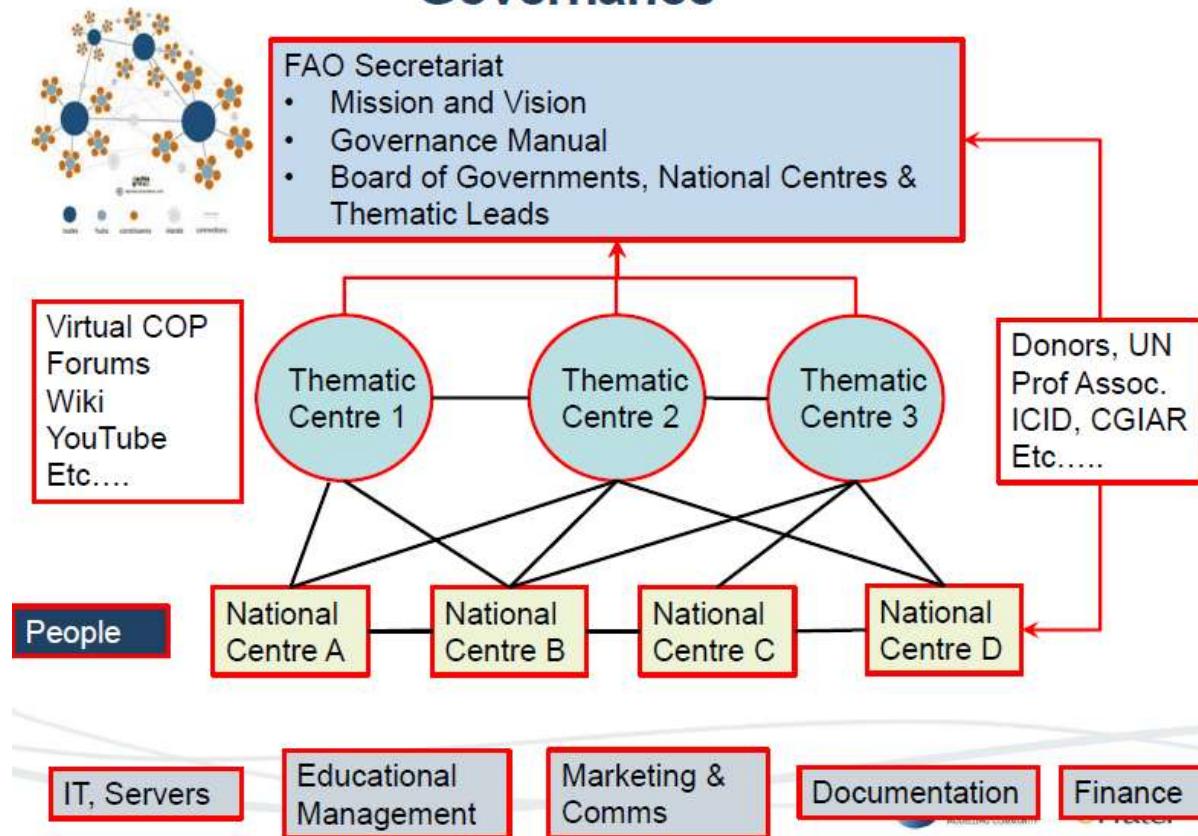 Governance
FAO Secretariat
• Mission and Vision
• Governance Manual
• Board of Governments, National Centres &
Thematic Leads
Virtual COP
Forums
Wiki
YouTube
Etc....
Thematic
Centre 1
Thematic
Centre 2
Thematic
Centre 3
Donors, UN
Prof Assoc.
ICID, CGIAR
Etc.....
People
National
Centre A
National
Centre B
National
Centre C
National
Centre D
IT, Servers
Educational
Management
Marketing &
Comms
Documentation
Finance